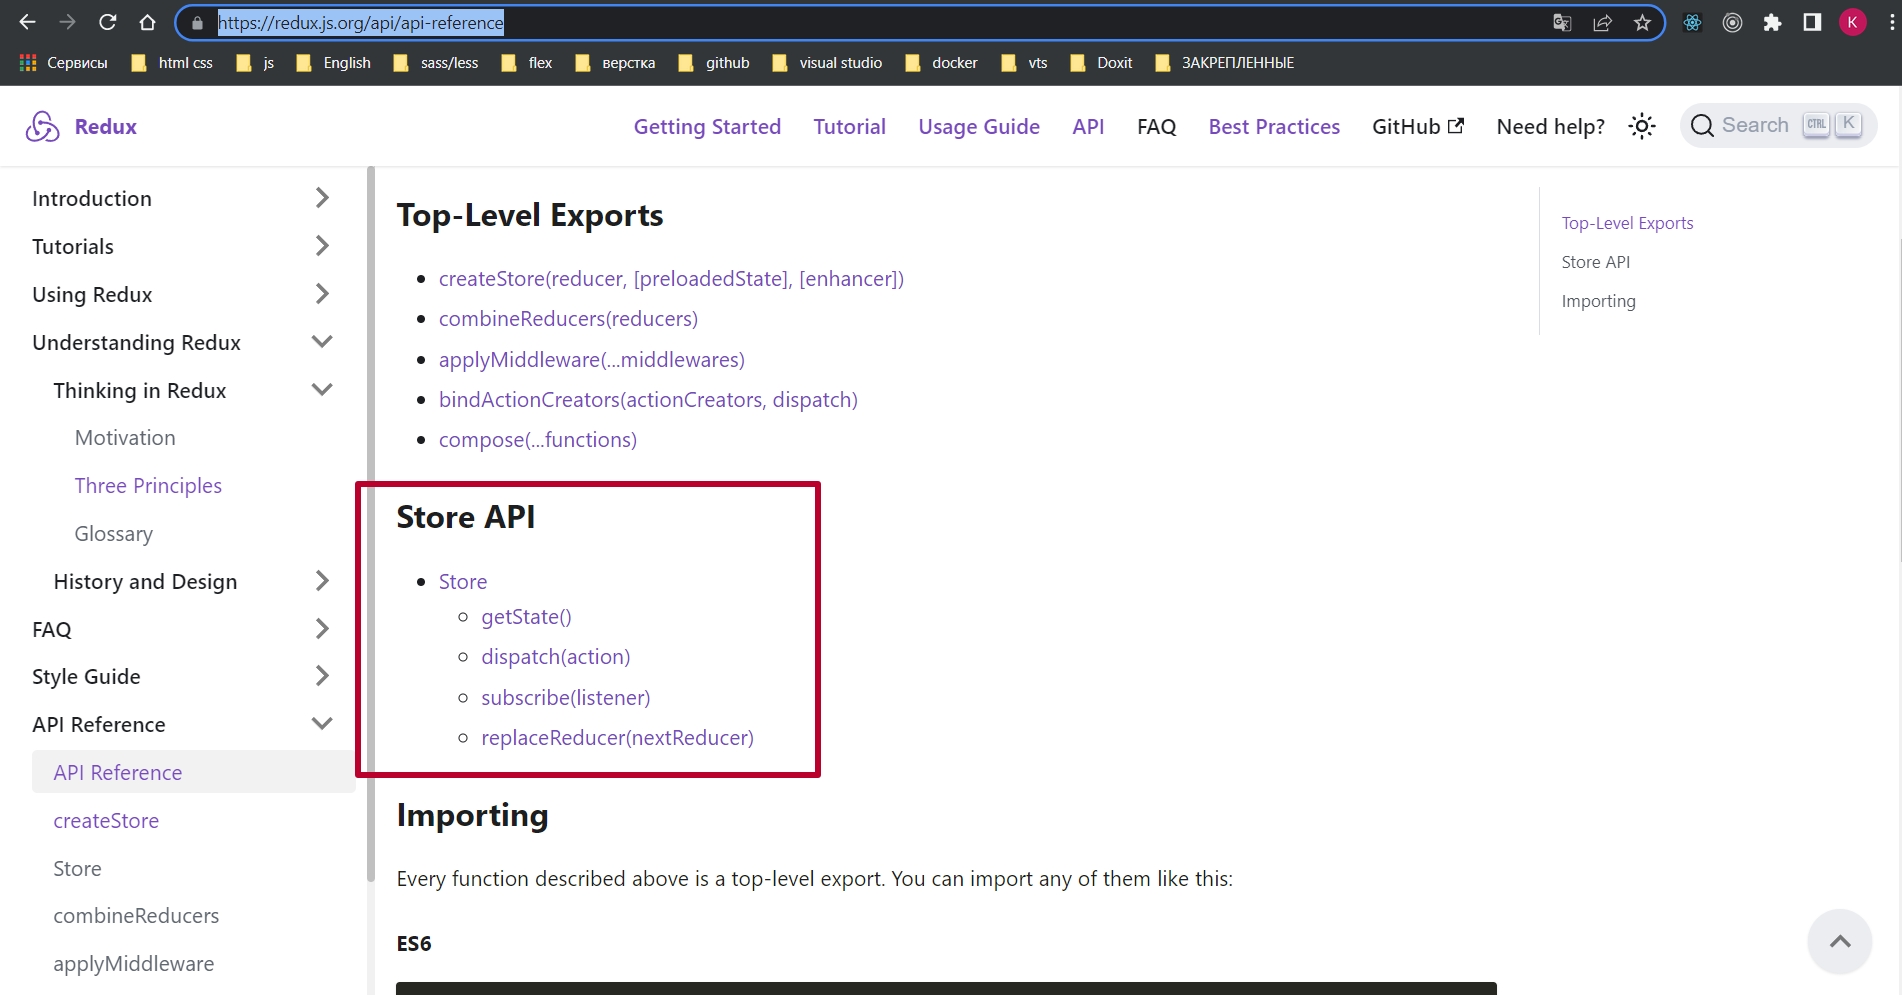 https://redux.js.org/api/api-reference
K
Сервисы html css js English sass/less flex верстка github visual studio docker vts Doxit ЗАКРЕПЛЕННЫЕ
Redux Getting Started Tutorial Usage Guide API FAQ Best Practices GitHub Need help? Search CTRL K
Introduction
Tutorials
Using Redux
Understanding Redux
Thinking in Redux
Motivation
Three Principles
Glossary
History and Design
FAQ
Style Guide
API Reference
API Reference
createStore
Store
combineReducers
applyMiddleware
Top-Level Exports
createStore(reducer, [preloadedState], [enhancer])
combineReducers(reducers)
applyMiddleware(...middlewares)
bindActionCreators(actionCreators, dispatch)
compose(...functions)
Store API
Store
getState()
dispatch(action)
subscribe(listener)
replaceReducer(nextReducer)
Importing
Every function described above is a top-level export. You can import any of them like this:
ES6
Top-Level Exports
Store API
Importing